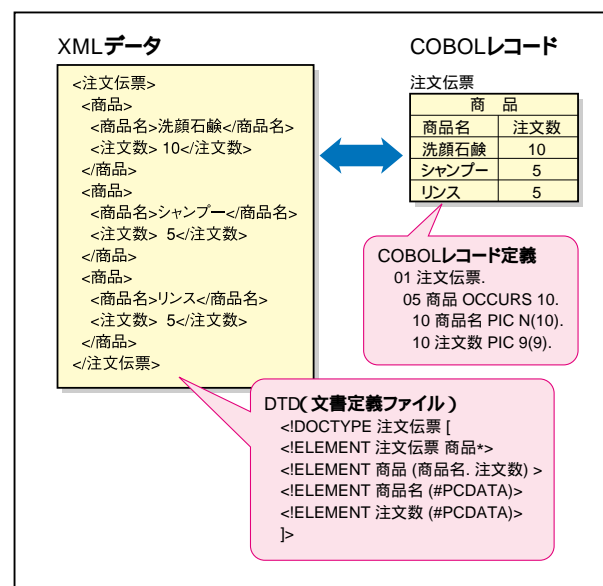 XMLデータ
<注文伝票>
<商品>
<商品名>洗顔石鹸</商品名>
<注文数> 10</注文数>
</商品>
<商品>
<商品名>シャンプー</商品名>
<注文数> 5</注文数>
</商品>
<商品>
<商品名>リンス</商品名>
<注文数> 5</注文数>
</商品>
</注文伝票>
COBOLレコード
注文伝票
商 品
商品名 注文数
洗顔石鹸 10
シャンプー 5
リンス 5
COBOLレコード定義
01 注文伝票.
05 商品 OCCURS 10.
10 商品名 PIC N(10).
10 注文数 PIC 9(9).
DTD(文書定義ファイル)
<!DOCTYPE 注文伝票 [
<!ELEMENT 注文伝票 商品*>
<!ELEMENT 商品 (商品名. 注文数) >
<!ELEMENT 商品名 (#PCDATA)>
<!ELEMENT 注文数 (#PCDATA)>
]>